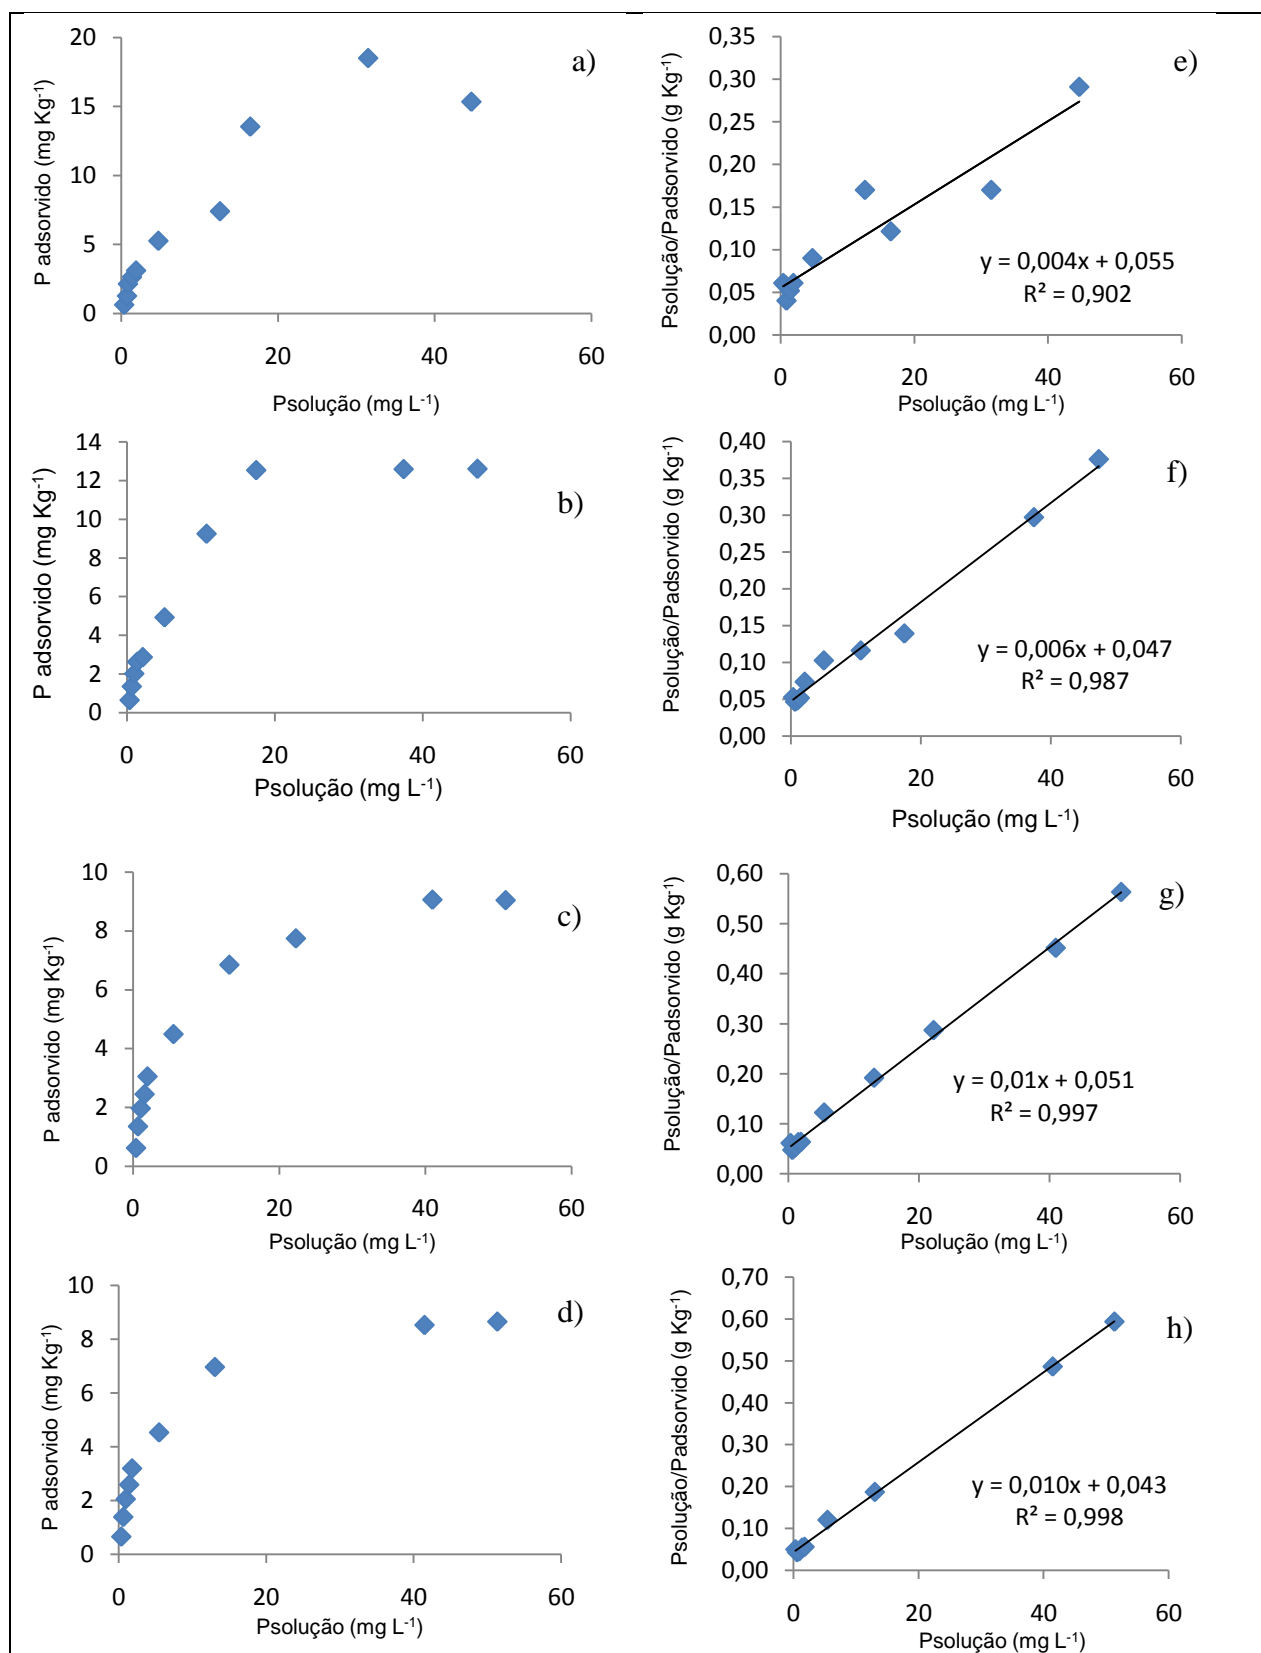 a)
P adsorvido (mg Kg⁻¹)
20
15
10
5
0
0 20 40 60
Psolução (mg L⁻¹)
e)
Psolução/Padsorvido (g Kg⁻¹)
0,35
0,30
0,25
0,20
0,15
0,10
0,05
0,00
y = 0,004x + 0,055
R² = 0,902
0 20 40 60
Psolução (mg L⁻¹)
b)
P adsorvido (mg Kg⁻¹)
14
12
10
8
6
4
2
0
0 20 40 60
Psolução (mg L⁻¹)
f)
Psolução/Padsorvido (g Kg⁻¹)
0,40
0,35
0,30
0,25
0,20
0,15
0,10
0,05
0,00
y = 0,006x + 0,047
R² = 0,987
0 20 40 60
Psolução (mg L⁻¹)
c)
P adsorvido (mg Kg⁻¹)
10
8
6
4
2
0
0 20 40 60
Psolução (mg L⁻¹)
g)
Psolução/Padsorvido (g Kg⁻¹)
0,60
0,50
0,40
0,30
0,20
0,10
0,00
y = 0,01x + 0,051
R² = 0,997
0 20 40 60
Psolução (mg L⁻¹)
d)
P adsorvido (mg Kg⁻¹)
10
8
6
4
2
0
0 20 40 60
Psolução (mg L⁻¹)
h)
Psolução/Padsorvido (g Kg⁻¹)
0,70
0,60
0,50
0,40
0,30
0,20
0,10
0,00
y = 0,010x + 0,043
R² = 0,998
0 20 40 60
Psolução (mg L⁻¹)